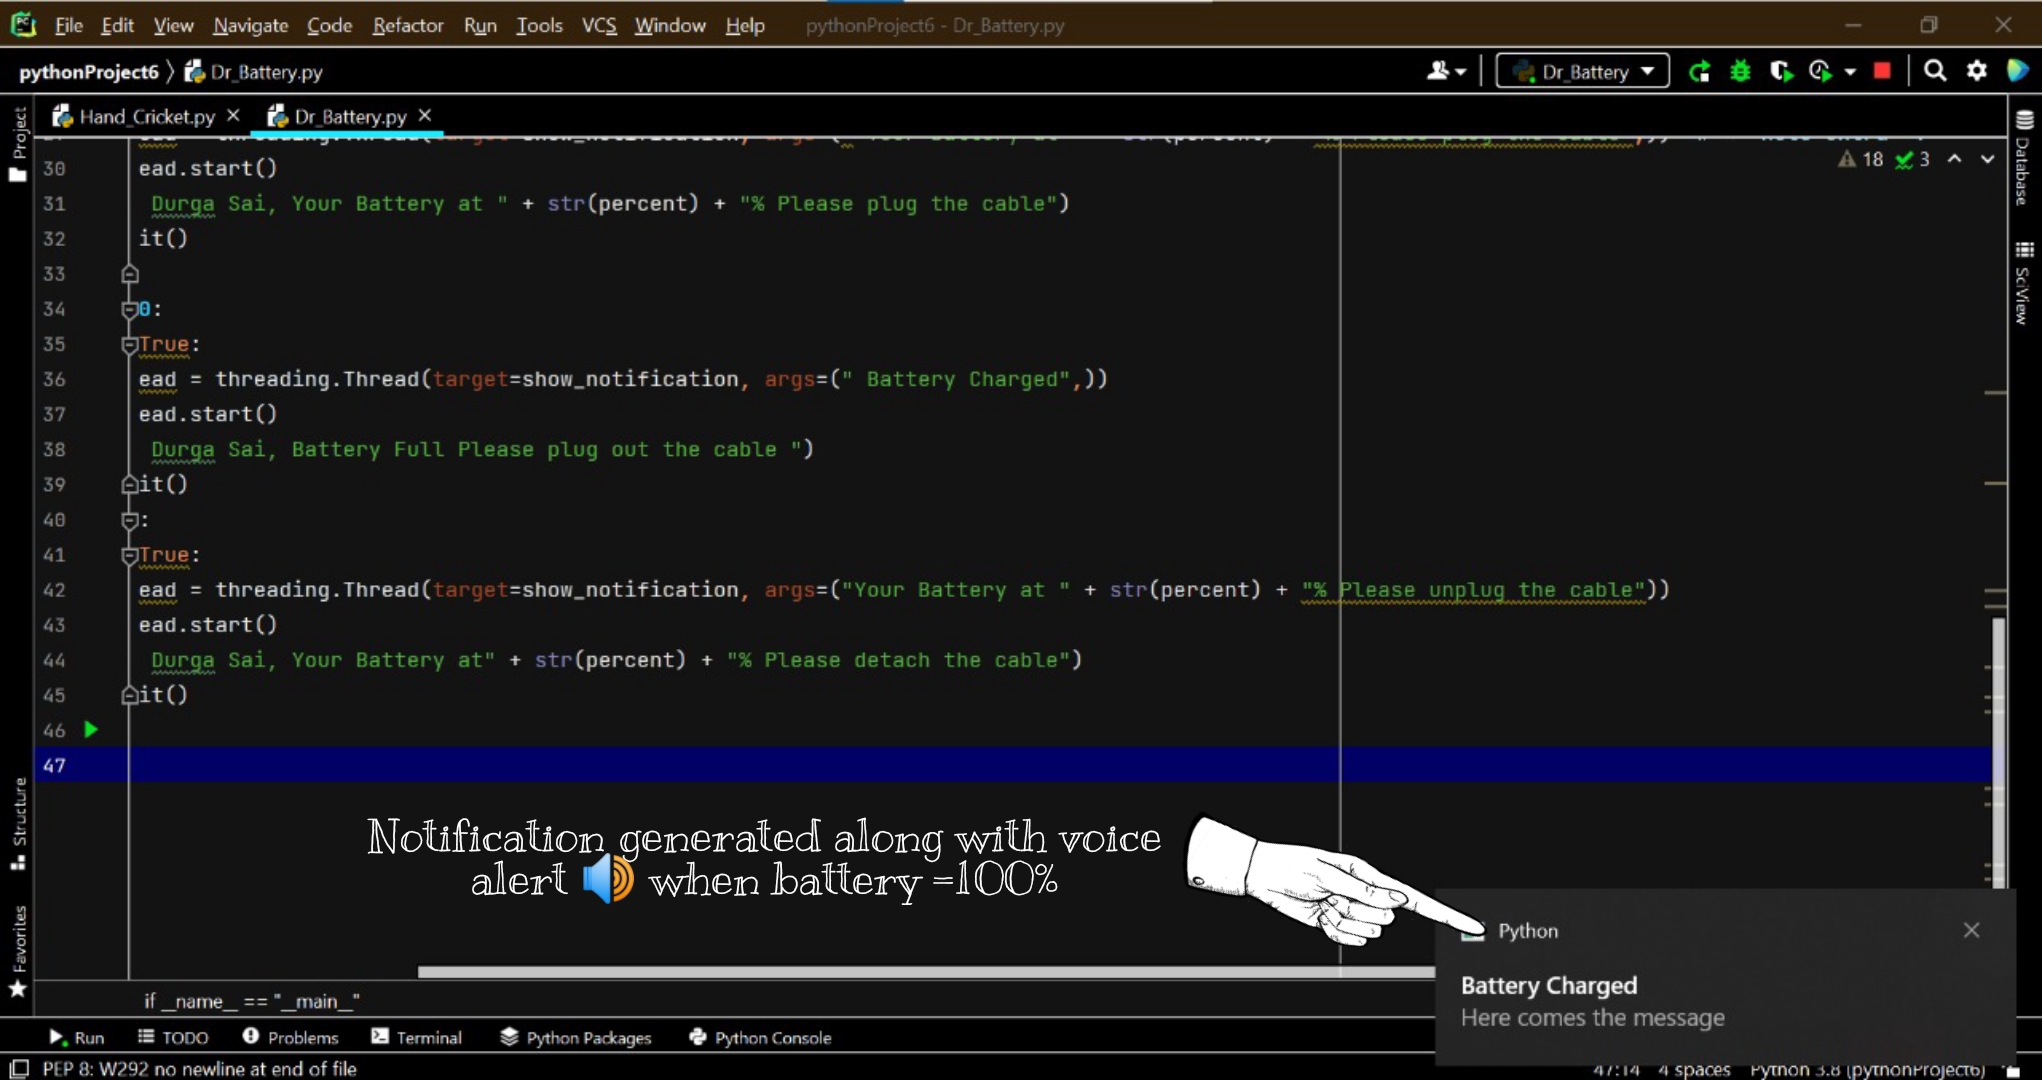 File Edit View Navigate Code Refactor Run Tools VCS Window Help pythonProject6 - Dr_Battery.py
pythonProject6 Dr_Battery.py Dr_Battery
Hand_Cricket.py Dr_Battery.py
Project
Database
SciView
Structure
Favorites
18 3
30 ead.start()
31 Durga Sai, Your Battery at " + str(percent) + "% Please plug the cable")
32 it()
33
34 0:
35 True:
36 ead = threading.Thread(target=show_notification, args=(" Battery Charged",))
37 ead.start()
38 Durga Sai, Battery Full Please plug out the cable ")
39 it()
40 :
41 True:
42 ead = threading.Thread(target=show_notification, args=("Your Battery at " + str(percent) + "% Please unplug the cable"))
43 ead.start()
44 Durga Sai, Your Battery at" + str(percent) + "% Please detach the cable")
45 it()
46
47
Notification generated along with voice
alert 🔊 when battery =100%
Python
Battery Charged
Here comes the message
if __name__ == "__main__"
Run TODO Problems Terminal Python Packages Python Console
PEP 8: W292 no newline at end of file 47:14 4 spaces Python 3.8 (pythonProject6)